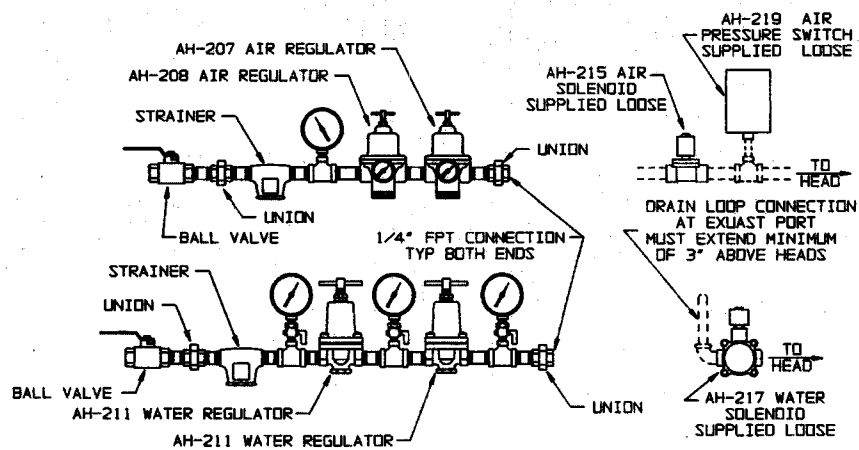 AH-207 AIR REGULATOR
AH-208 AIR REGULATOR
STRAINER
UNION
UNION
BALL VALVE
1/4" FPT CONNECTION
TYP BOTH ENDS
STRAINER
UNION
BALL VALVE
AH-211 WATER REGULATOR
AH-211 WATER REGULATOR
UNION
AH-219 AIR
PRESSURE SWITCH
SUPPLIED LOOSE
AH-215 AIR
SOLENOID
SUPPLIED LOOSE
TO
HEAD
DRAIN LOOP CONNECTION
AT EXUAST PORT
MUST EXTEND MINIMUM
OF 3" ABOVE HEADS
TO
HEAD
AH-217 WATER
SOLENOID
SUPPLIED LOOSE